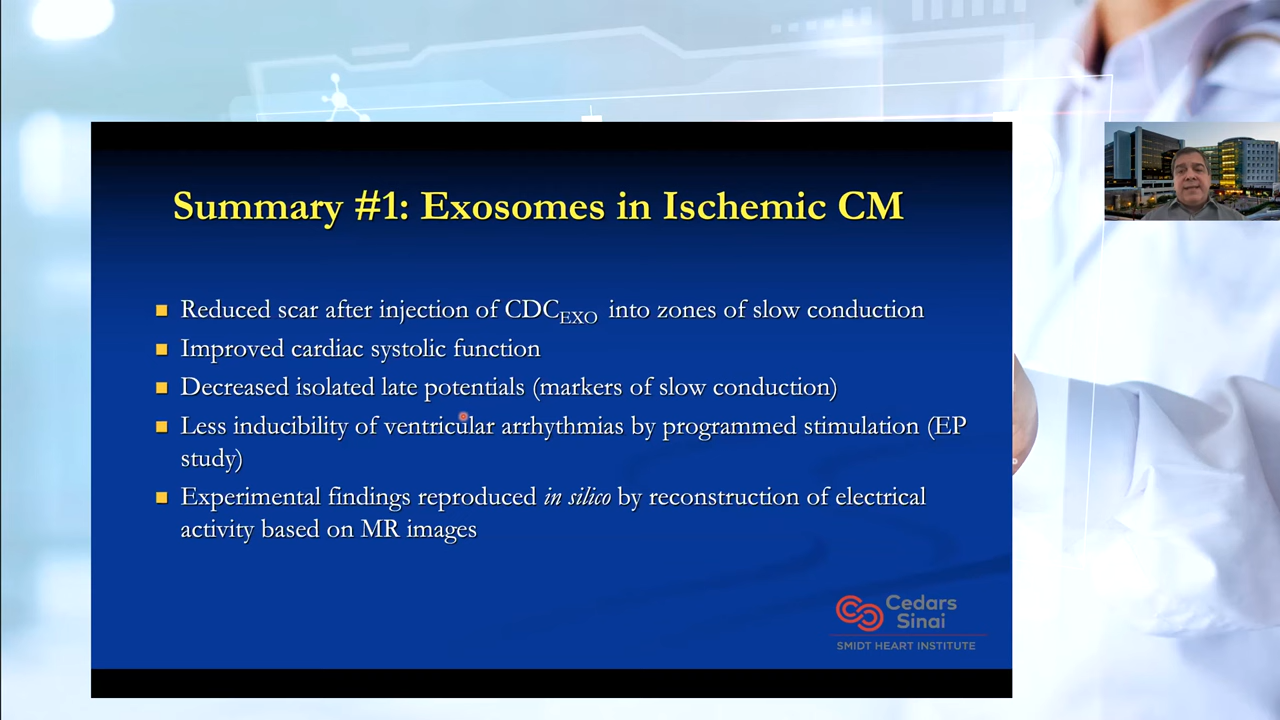 Summary #1: Exosomes in Ischemic CM
Reduced scar after injection of CDCEXO into zones of slow conduction
Improved cardiac systolic function
Decreased isolated late potentials (markers of slow conduction)
Less inducibility of ventricular arrhythmias by programmed stimulation (EP
study)
Experimental findings reproduced in silico by reconstruction of electrical
activity based on MR images
Cedars
Sinai
SMIDT HEART INSTITUTE